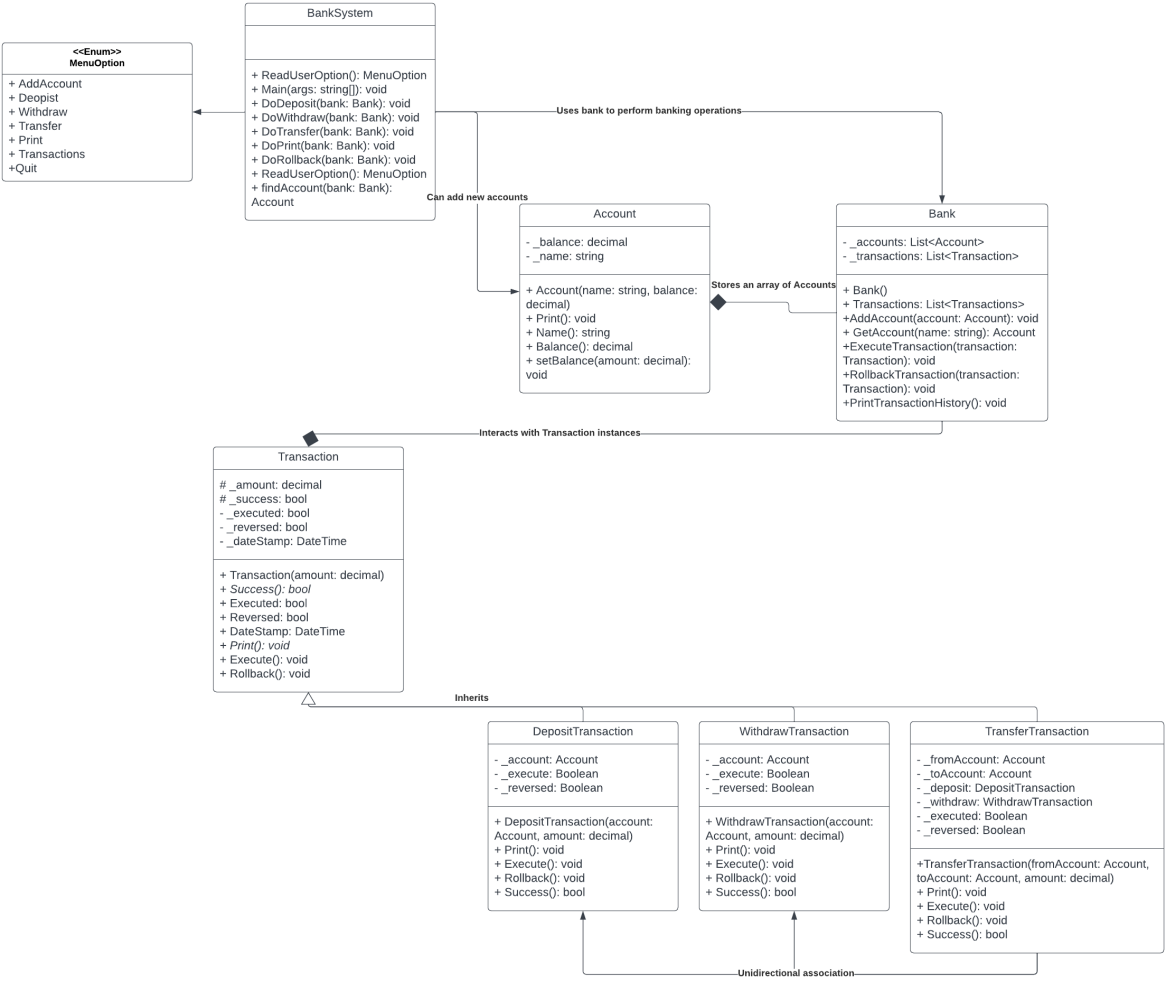 BankSystem
+ ReadUserOption(): MenuOption
+ Main(args: string[]): void
+ DoDeposit(bank: Bank): void
+ DoWithdraw(bank: Bank): void
+ DoTransfer(bank: Bank): void
+ DoPrint(bank: Bank): void
+ DoRollback(bank: Bank): void
+ ReadUserOption(): MenuOption
+ findAccount(bank: Bank):
Account
<<Enum>>
MenuOption
+ AddAccount
+ Deopist
+ Withdraw
+ Transfer
+ Print
+ Transactions
+Quit
Uses bank to perform banking operations
Can add new accounts
Account
- _balance: decimal
- _name: string
+ Account(name: string, balance:
decimal)
+ Print(): void
+ Name(): string
+ Balance(): decimal
+ setBalance(amount: decimal):
void
Stores an array of Accounts
Bank
- _accounts: List<Account>
- _transactions: List<Transaction>
+ Bank()
+ Transactions: List<Transactions>
+AddAccount(account: Account): void
+ GetAccount(name: string): Account
+ExecuteTransaction(transaction:
Transaction): void
+RollbackTransaction(transaction:
Transaction): void
+PrintTransactionHistory(): void
Interacts with Transaction instances
Transaction
# _amount: decimal
# _success: bool
- _executed: bool
- _reversed: bool
- _dateStamp: DateTime
+ Transaction(amount: decimal)
+ Success(): bool
+ Executed: bool
+ Reversed: bool
+ DateStamp: DateTime
+ Print(): void
+ Execute(): void
+ Rollback(): void
Inherits
DepositTransaction
- _account: Account
- _execute: Boolean
- _reversed: Boolean
+ DepositTransaction(account:
Account, amount: decimal)
+ Print(): void
+ Execute(): void
+ Rollback(): void
+ Success(): bool
WithdrawTransaction
- _account: Account
- _execute: Boolean
- _reversed: Boolean
+ WithdrawTransaction(account:
Account, amount: decimal)
+ Print(): void
+ Execute(): void
+ Rollback(): void
+ Success(): bool
TransferTransaction
- _fromAccount: Account
- _toAccount: Account
- _deposit: DepositTransaction
- _withdraw: WithdrawTransaction
- _executed: Boolean
- _reversed: Boolean
+TransferTransaction(fromAccount: Account,
toAccount: Account, amount: decimal)
+ Print(): void
+ Execute(): void
+ Rollback(): void
+ Success(): bool
Unidirectional association